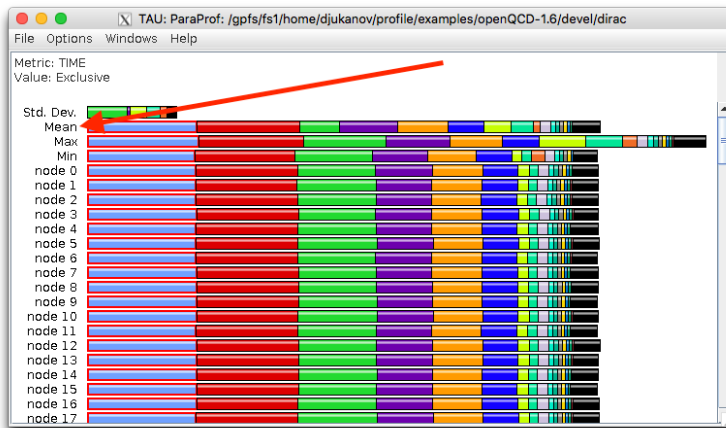 TAU: ParaProf: /gpfs/fs1/home/djukanov/profile/examples/openQCD-1.6/devel/dirac
File Options Windows Help
Metric: TIME
Value: Exclusive
Std. Dev.
Mean
Max
Min
node 0
node 1
node 2
node 3
node 4
node 5
node 6
node 7
node 8
node 9
node 10
node 11
node 12
node 13
node 14
node 15
node 16
node 17